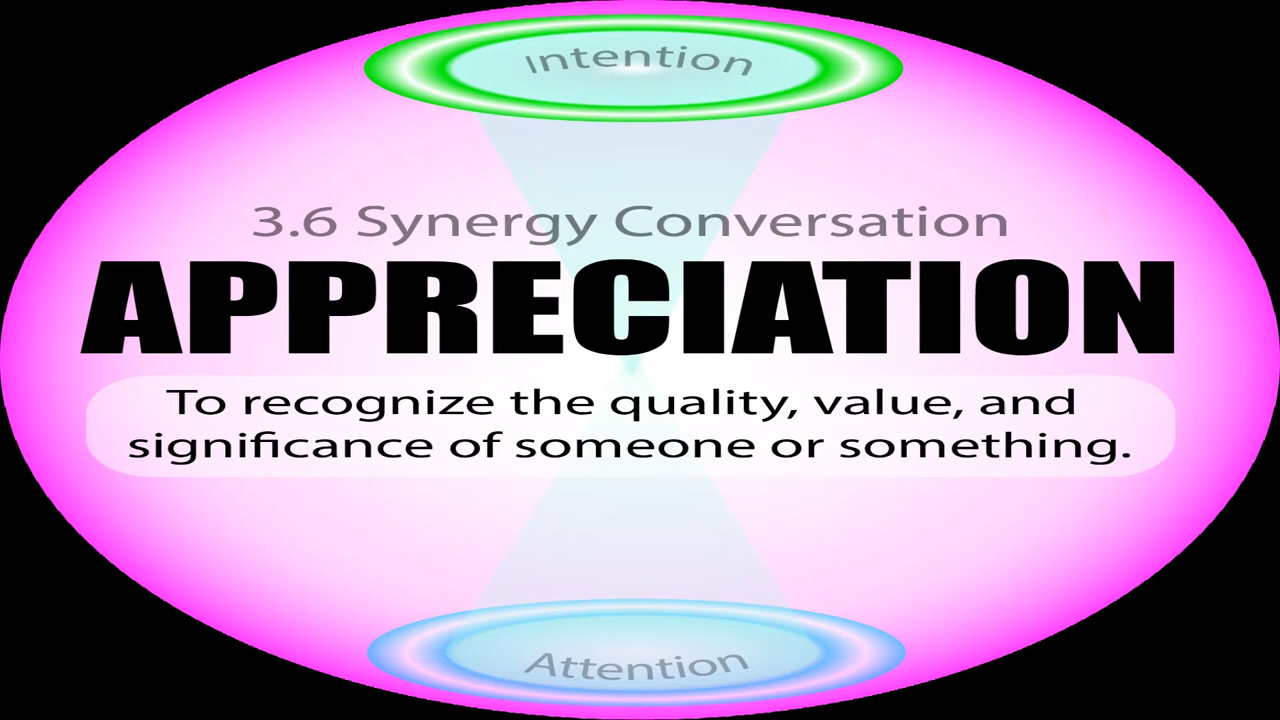 Intention
3.6 Synergy Conversation
APPRECIATION
To recognize the quality, value, and
significance of someone or something.
Attention